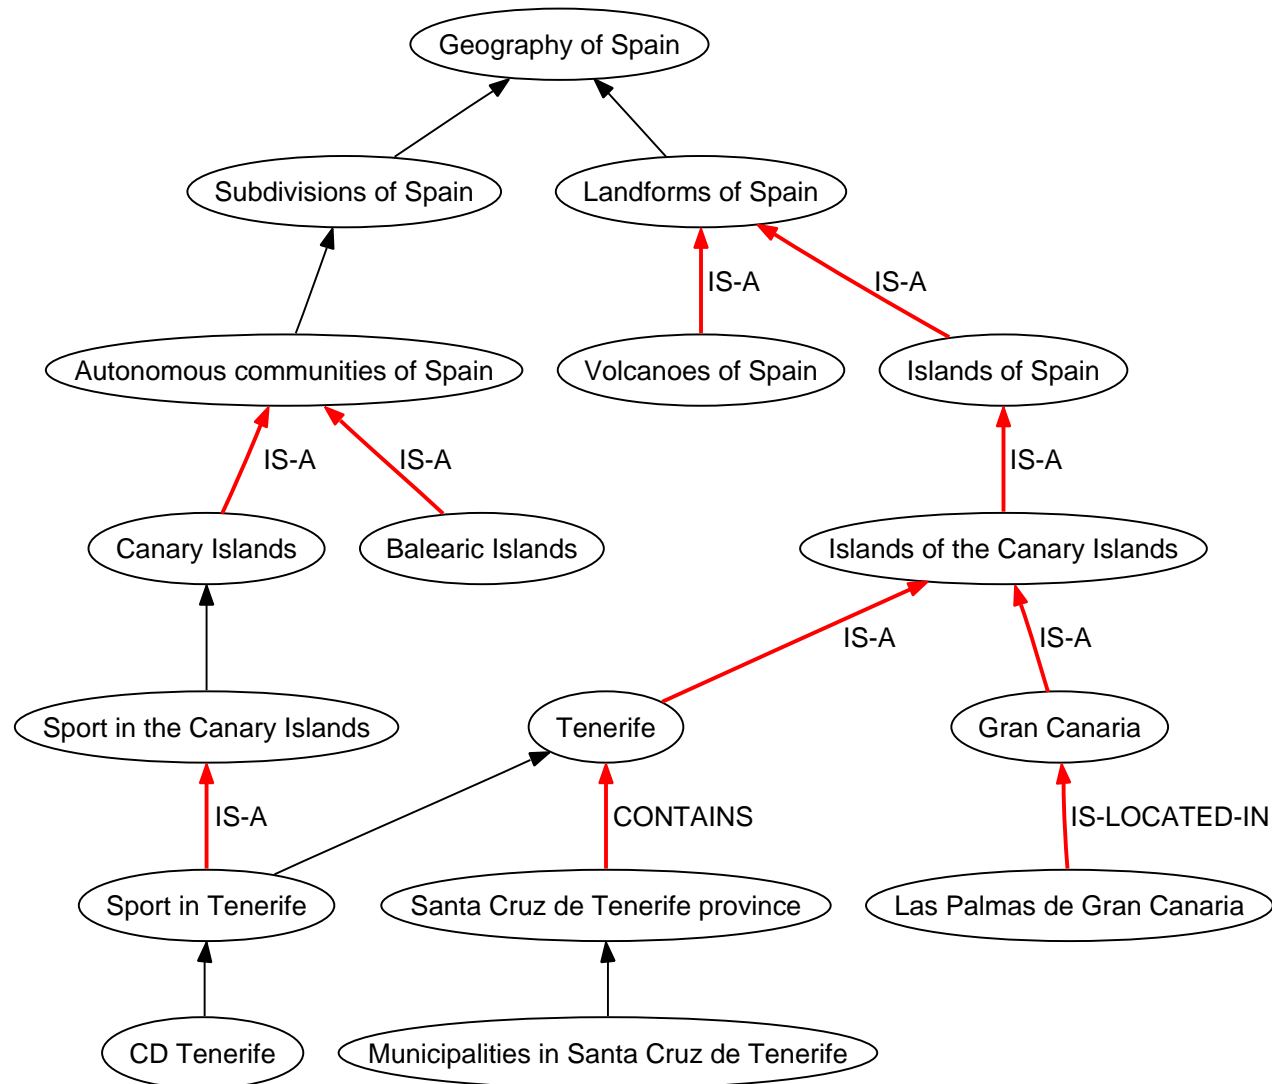 Geography of Spain
Subdivisions of Spain
Landforms of Spain
IS-A
IS-A
Autonomous communities of Spain
Volcanoes of Spain
Islands of Spain
IS-A
IS-A
IS-A
Canary Islands
Balearic Islands
Islands of the Canary Islands
IS-A
IS-A
Sport in the Canary Islands
Tenerife
Gran Canaria
IS-A
CONTAINS
IS-LOCATED-IN
Sport in Tenerife
Santa Cruz de Tenerife province
Las Palmas de Gran Canaria
CD Tenerife
Municipalities in Santa Cruz de Tenerife